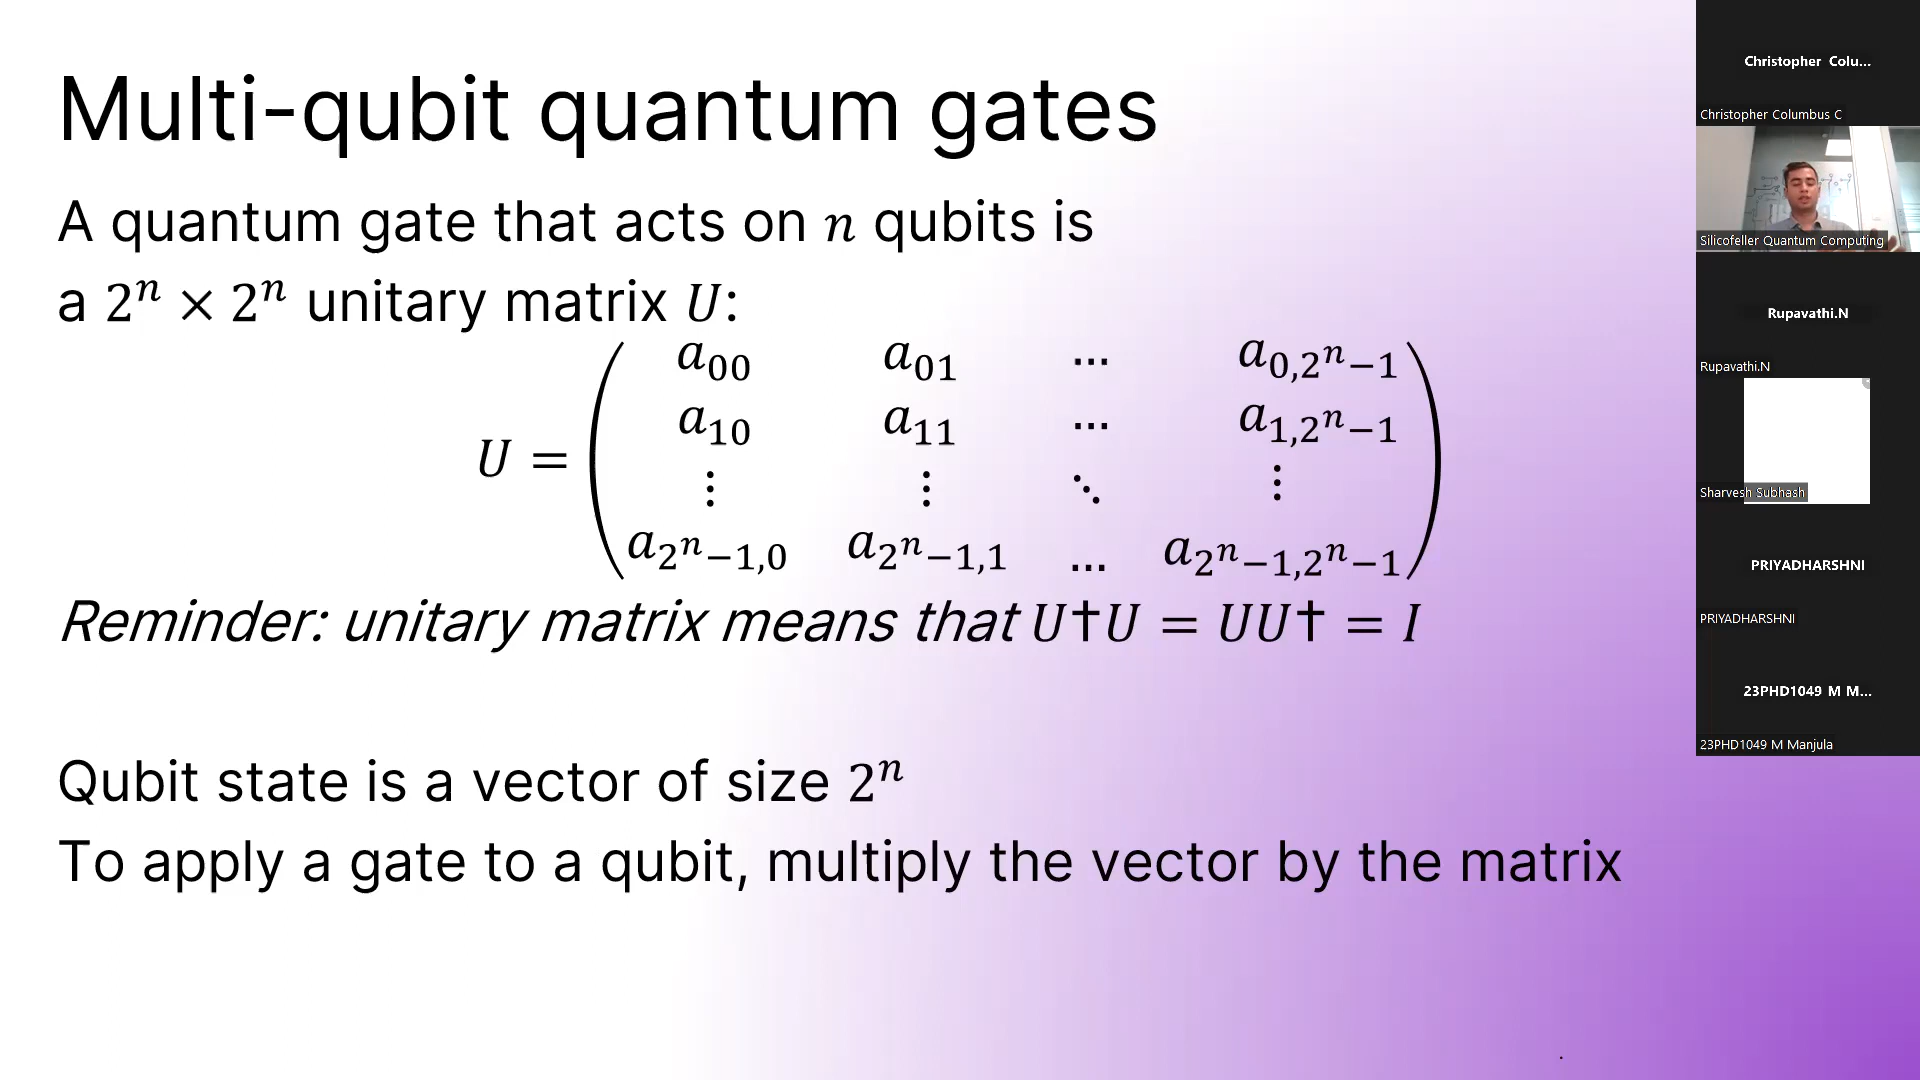 Multi-qubit quantum gates
A quantum gate that acts on n qubits is
a 2ⁿ × 2ⁿ unitary matrix U:
a₀₀ a₀₁ … a₀,₂ⁿ₋₁
a₁₀ a₁₁ … a₁,₂ⁿ₋₁
U =
⋮ ⋮ ⋱ ⋮
a₂ⁿ₋₁,₀ a₂ⁿ₋₁,₁ … a₂ⁿ₋₁,₂ⁿ₋₁
Reminder: unitary matrix means that U†U = UU† = I
Qubit state is a vector of size 2ⁿ
To apply a gate to a qubit, multiply the vector by the matrix
Christopher Colu...
Christopher Columbus C
Silicofeller Quantum Computing
Rupavathi.N
Rupavathi.N
Sharvesh Subhash
PRIYADHARSHNI
PRIYADHARSHNI
23PHD1049 M M...
23PHD1049 M Manjula